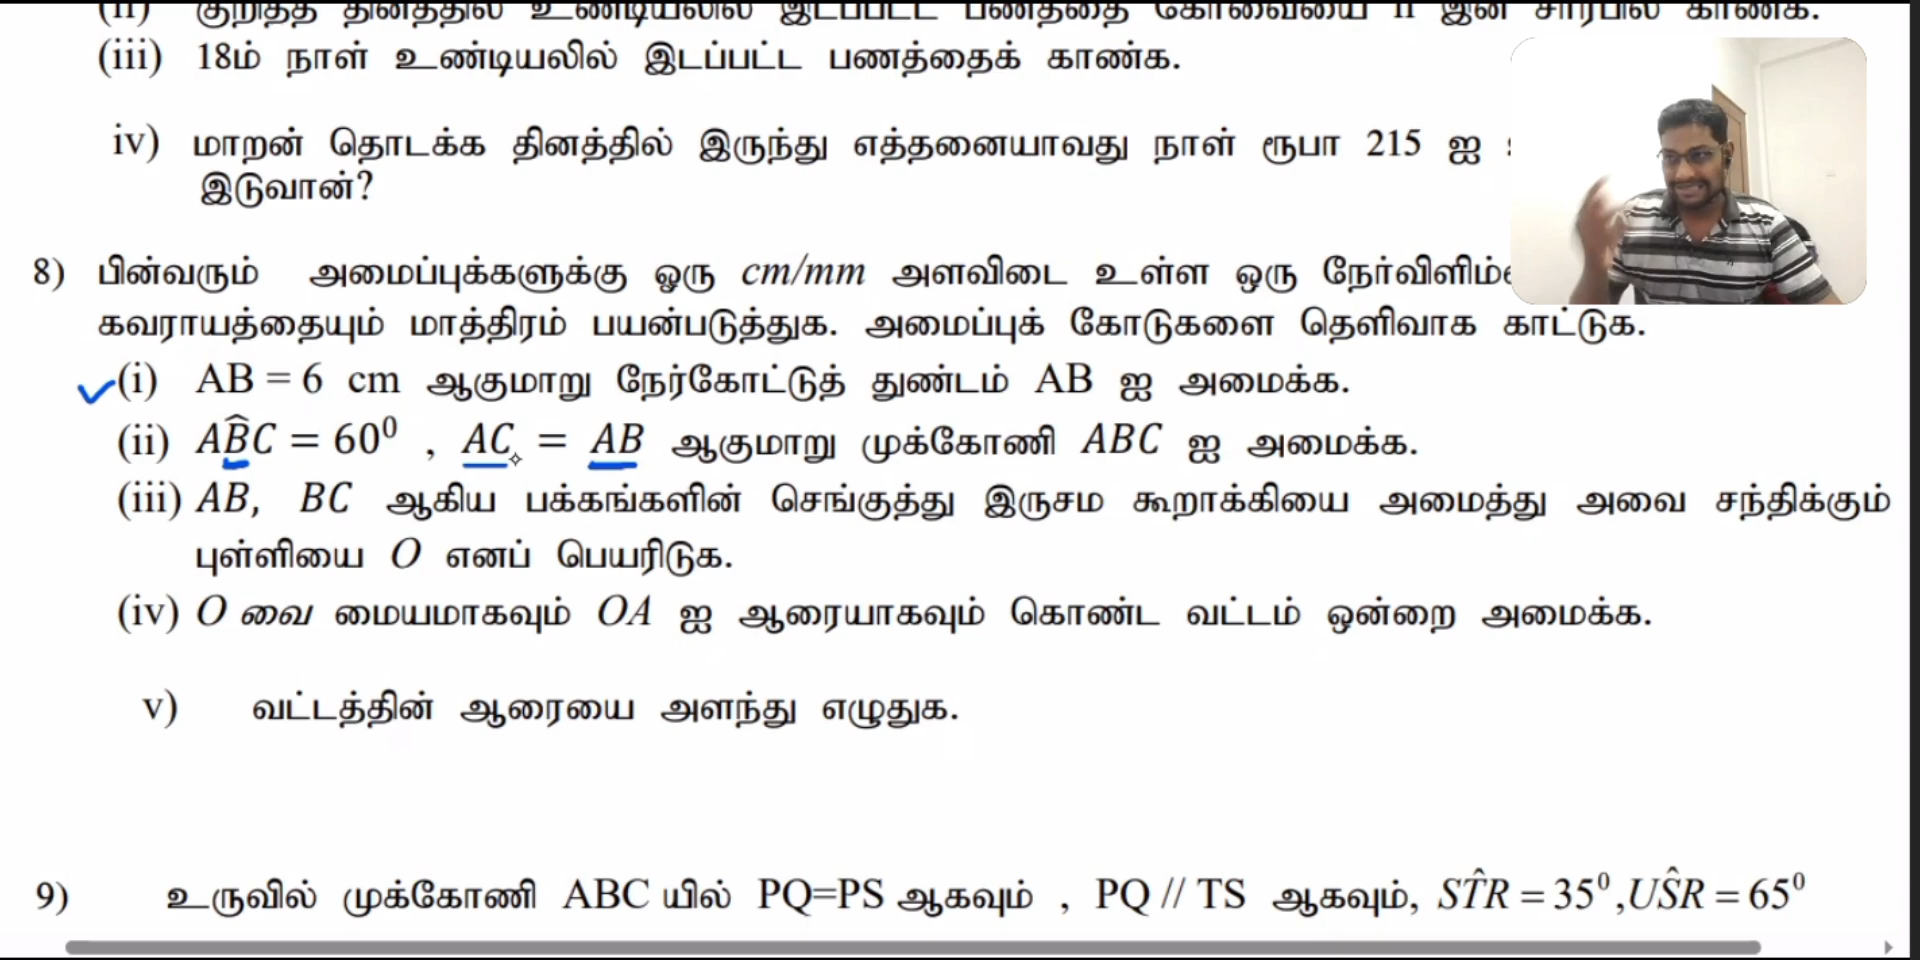 (iii) 18ம் நாள் உண்டியலில் இடப்பட்ட பணத்தைக் காண்க.
iv) மாறன் தொடக்க தினத்தில் இருந்து எத்தனையாவது நாள் ரூபா 215 ஐ
இடுவான்?
8) பின்வரும் அமைப்புக்களுக்கு ஓரு cm/mm அளவிடை உள்ள ஒரு
கவராயத்தையும் மாத்திரம் பயன்படுத்துக. அமைப்புக் கோடுகளை தெளிவாக காட்டுக.
(i) AB = 6 cm ஆகுமாறு நேர்கோட்டுத் துண்டம் AB ஐ அமைக்க.
(ii) AB̂C = 60⁰ , AC = AB ஆகுமாறு முக்கோணி ABC ஐ அமைக்க.
(iii) AB, BC ஆகிய பக்கங்களின் செங்குத்து இருசம கூறாக்கியை அமைத்து அவை சந்திக்கும்
புள்ளியை O எனப் பெயரிடுக.
(iv) O வை மையமாகவும் OA ஐ ஆரையாகவும் கொண்ட வட்டம் ஒன்றை அமைக்க.
v) வட்டத்தின் ஆரையை அளந்து எழுதுக.
9) உருவில் முக்கோணி ABC யில் PQ=PS ஆகவும் , PQ // TS ஆகவும், ST̂R = 35⁰ ,UŜR = 65⁰